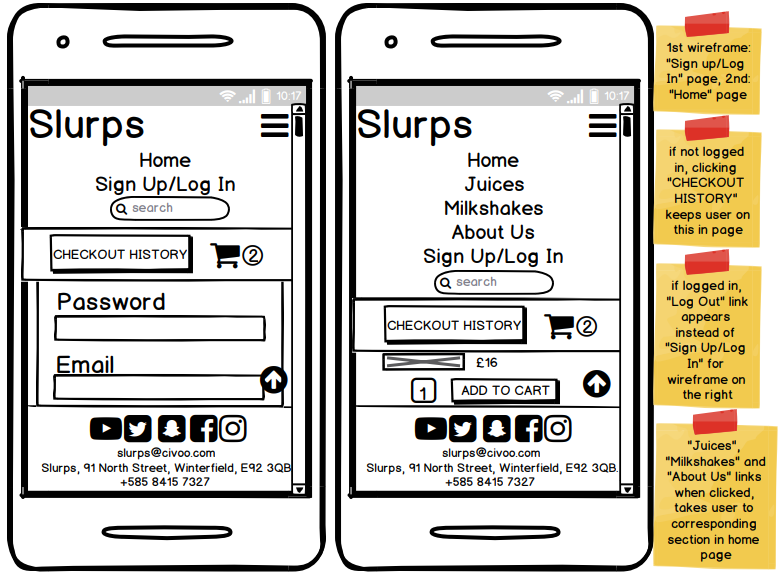 10:17
Slurps
Home
Sign Up/Log In
search
CHECKOUT HISTORY
2
Password
Email
slurps@civoo.com
Slurps, 91 North Street, Winterfield, E92 3QB
+585 8415 7327
10:17
Slurps
Home
Juices
Milkshakes
About Us
Sign Up/Log In
search
CHECKOUT HISTORY
2
£16
1
ADD TO CART
slurps@civoo.com
Slurps, 91 North Street, Winterfield, E92 3QB.
+585 8415 7327
1st wireframe:
"Sign up/Log
In" page, 2nd:
"Home" page
if not logged
in, clicking
"CHECKOUT
HISTORY"
keeps user on
this in page
if logged in,
"Log Out" link
appears
instead of
"Sign Up/Log
In" for
wireframe on
the right
"Juices",
"Milkshakes" and
"About Us" links
when clicked,
takes user to
corresponding
section in home
page